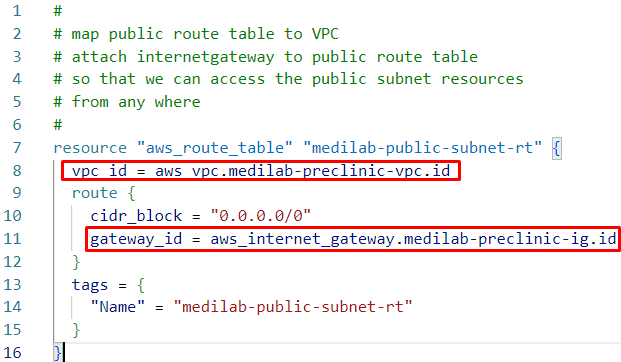 1 #
2 # map public route table to VPC
3 # attach internetgateway to public route table
4 # so that we can access the public subnet resources
5 # from any where
6 #
7 resource "aws_route_table" "medilab-public-subnet-rt" {
8 vpc_id = aws_vpc.medilab-preclinic-vpc.id
9 route {
10 cidr_block = "0.0.0.0/0"
11 gateway_id = aws_internet_gateway.medilab-preclinic-ig.id
12 }
13 tags = {
14 "Name" = "medilab-public-subnet-rt"
15 }
16 }